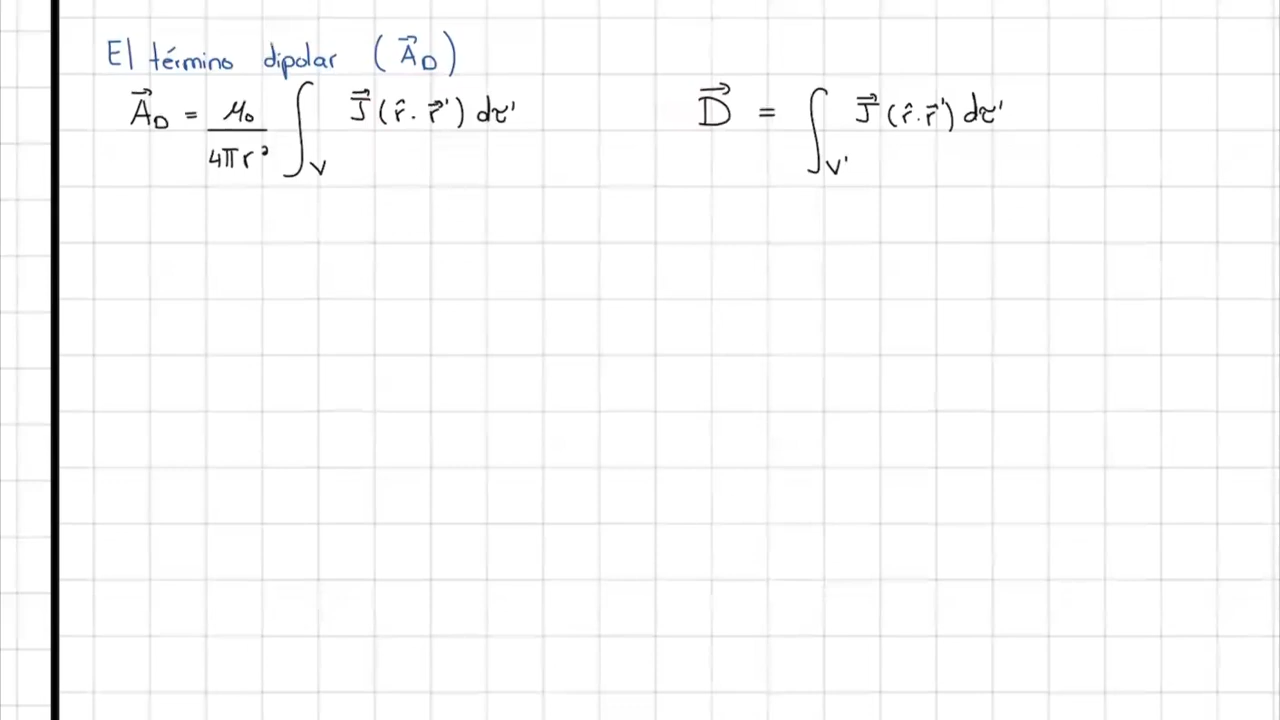 El término dipolar (A⃗_D)
A⃗_D = μ₀/4πr² ∫_V J⃗ (r̂ · r⃗') dτ'
D⃗ = ∫_V' J⃗ (r̂ · r⃗') dτ'